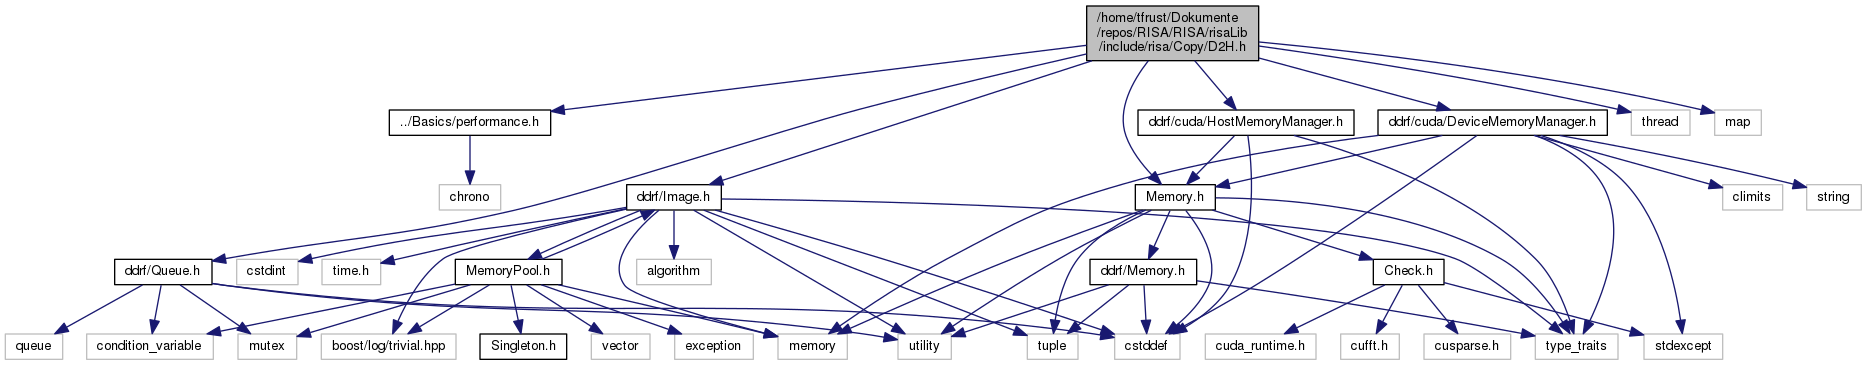 /home/tfrust/Dokumente
/repos/RISA/RISA/risaLib
/include/risa/Copy/D2H.h
../Basics/performance.h
ddrf/cuda/HostMemoryManager.h
ddrf/cuda/DeviceMemoryManager.h
thread
map
chrono
ddrf/Image.h
Memory.h
climits
string
ddrf/Queue.h
cstdint
time.h
MemoryPool.h
algorithm
ddrf/Memory.h
Check.h
queue
condition_variable
mutex
boost/log/trivial.hpp
Singleton.h
vector
exception
memory
utility
tuple
cstddef
cuda_runtime.h
cufft.h
cusparse.h
type_traits
stdexcept